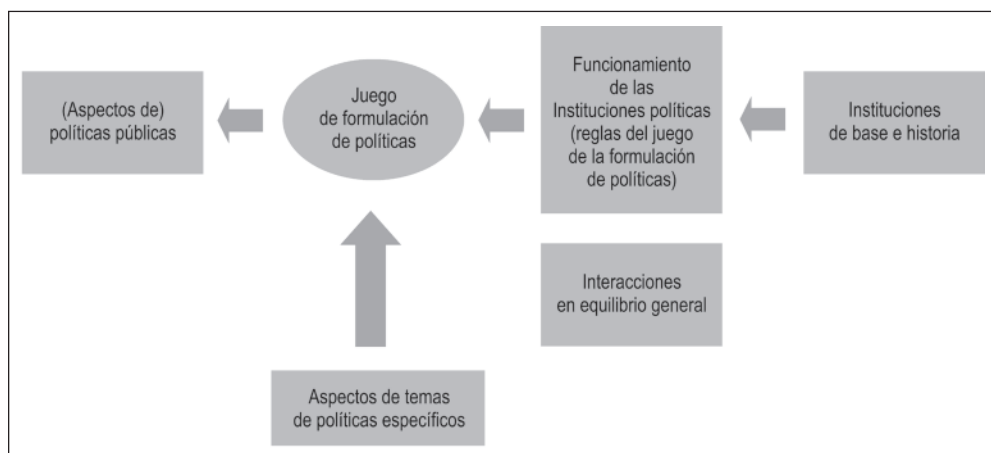 (Aspectos de)
políticas públicas
Juego
de formulación
de políticas
Funcionamiento
de las
Instituciones políticas
(reglas del juego
de la formulación
de políticas)
Instituciones
de base e historia
Interacciones
en equilibrio general
Aspectos de temas
de políticas específicos